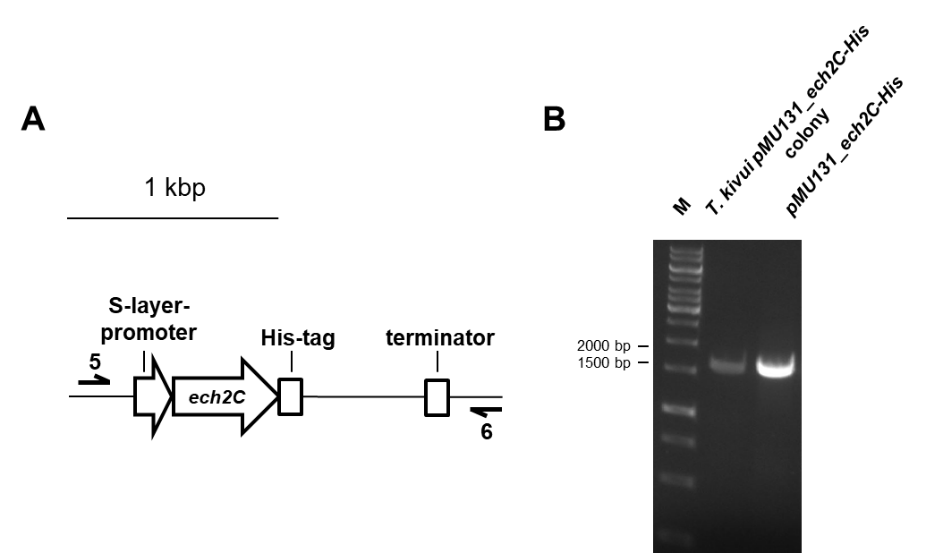 A
1 kbp
S-layer-
promoter
His-tag
terminator
5
ech2C
6
B
M
T. kivui pMU131_ech2C-His
colony
pMU131_ech2C-His
2000 bp
1500 bp